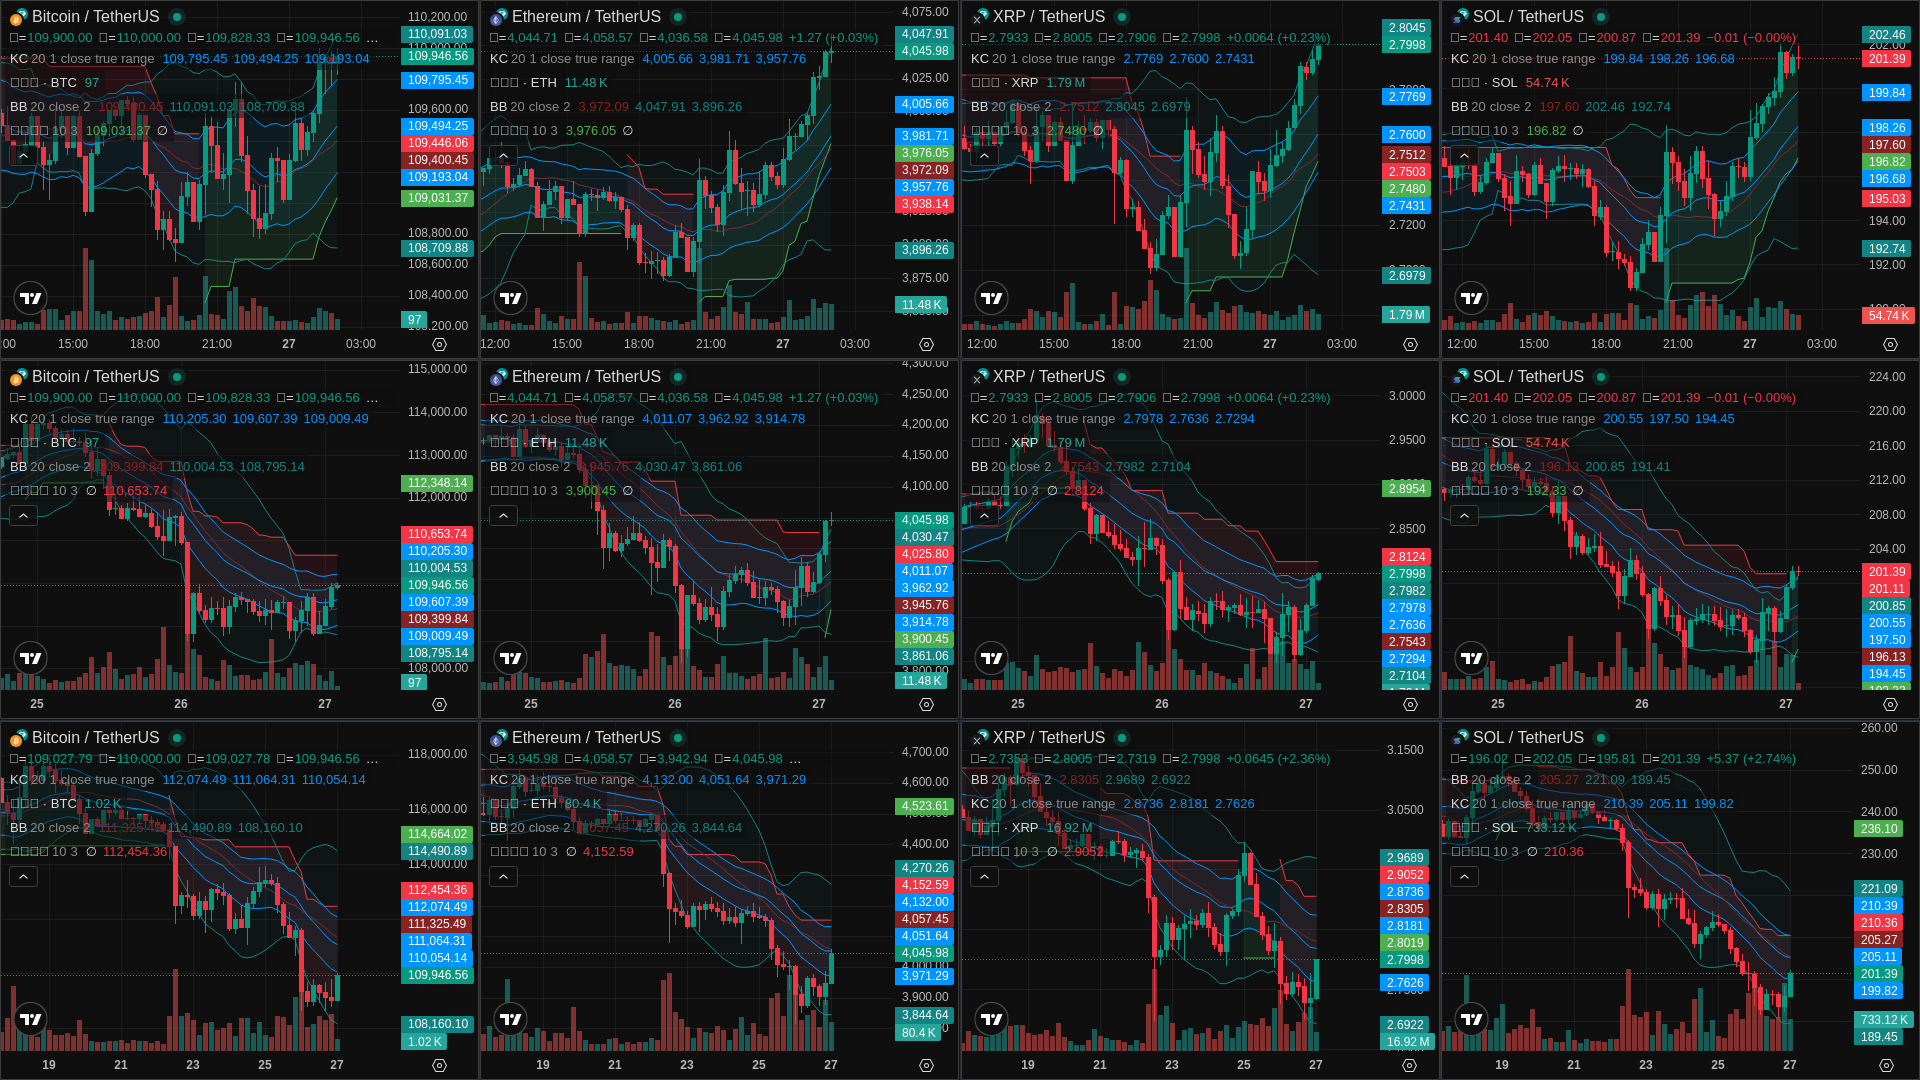 Bitcoin / TetherUS
□=109,900.00 □=110,000.00 □=109,828.33 □=109,946.56 ...
KC 20 1 close true range 109,795.45 109,494.25 109,193.04
□□□ · BTC 97
BB 20 close 2 109,400.45 110,091.03 108,709.88
□□□□ 10 3 109,031.37 ∅
110,200.00
110,091.03
109,946.56
109,795.45
109,600.00
109,494.25
109,446.06
109,400.45
109,193.04
109,031.37
108,800.00
108,709.88
108,600.00
108,400.00
97
15:00 18:00 21:00 27 03:00
Ethereum / TetherUS
□=4,044.71 □=4,058.57 □=4,036.58 □=4,045.98 +1.27 (+0.03%)
KC 20 1 close true range 4,005.66 3,981.71 3,957.76
□□□ · ETH 11.48 K
BB 20 close 2 3,972.09 4,047.91 3,896.26
□□□□ 10 3 3,976.05 ∅
4,075.00
4,047.91
4,045.98
4,025.00
4,005.66
3,981.71
3,976.05
3,972.09
3,957.76
3,938.14
3,896.26
3,875.00
11.48 K
12:00 15:00 18:00 21:00 27 03:00
XRP / TetherUS
□=2.7933 □=2.8005 □=2.7906 □=2.7998 +0.0064 (+0.23%)
KC 20 1 close true range 2.7769 2.7600 2.7431
□□□ · XRP 1.79 M
BB 20 close 2 2.7512 2.8045 2.6979
□□□□ 10 3 2.7480 ∅
2.8045
2.7998
2.7769
2.7600
2.7512
2.7503
2.7480
2.7431
2.7200
2.6979
1.79 M
12:00 15:00 18:00 21:00 27 03:00
SOL / TetherUS
□=201.40 □=202.05 □=200.87 □=201.39 −0.01 (−0.00%)
KC 20 1 close true range 199.84 198.26 196.68
□□□ · SOL 54.74 K
BB 20 close 2 197.60 202.46 192.74
□□□□ 10 3 196.82 ∅
202.46
202.00
201.39
199.84
198.26
197.60
196.82
196.68
195.03
194.00
192.74
192.00
54.74 K
12:00 15:00 18:00 21:00 27 03:00
Bitcoin / TetherUS
□=109,900.00 □=110,000.00 □=109,828.33 □=109,946.56 ...
KC 20 1 close true range 110,205.30 109,607.39 109,009.49
□□□ · BTC 97
BB 20 close 2 109,399.84 110,004.53 108,795.14
□□□□ 10 3 ∅ 110,653.74
115,000.00
114,000.00
113,000.00
112,348.14
112,000.00
110,653.74
110,205.30
110,004.53
109,946.56
109,607.39
109,399.84
109,009.49
108,795.14
108,000.00
97
25 26 27
Ethereum / TetherUS
□=4,044.71 □=4,058.57 □=4,036.58 □=4,045.98 +1.27 (+0.03%)
KC 20 1 close true range 4,011.07 3,962.92 3,914.78
□□□ · ETH 11.48 K
BB 20 close 2 3,945.76 4,030.47 3,861.06
□□□□ 10 3 3,900.45 ∅
4,300.00
4,250.00
4,200.00
4,150.00
4,100.00
4,045.98
4,030.47
4,025.80
4,011.07
3,962.92
3,945.76
3,914.78
3,900.45
3,861.06
11.48 K
25 26 27
XRP / TetherUS
□=2.7933 □=2.8005 □=2.7906 □=2.7998 +0.0064 (+0.23%)
KC 20 1 close true range 2.7978 2.7636 2.7294
□□□ · XRP 1.79 M
BB 20 close 2 2.7543 2.7982 2.7104
□□□□ 10 3 ∅ 2.8124
3.0000
2.9500
2.8954
2.8500
2.8124
2.7998
2.7982
2.7978
2.7636
2.7543
2.7294
2.7104
25 26 27
SOL / TetherUS
□=201.40 □=202.05 □=200.87 □=201.39 −0.01 (−0.00%)
KC 20 1 close true range 200.55 197.50 194.45
□□□ · SOL 54.74 K
BB 20 close 2 196.13 200.85 191.41
□□□□ 10 3 192.33 ∅
224.00
220.00
216.00
212.00
208.00
204.00
201.39
201.11
200.85
200.55
197.50
196.13
194.45
25 26 27
Bitcoin / TetherUS
□=109,027.79 □=110,000.00 □=109,027.78 □=109,946.56 ...
KC 20 1 close true range 112,074.49 111,064.31 110,054.14
□□□ · BTC 1.02 K
BB 20 close 2 111,325.49 114,490.89 108,160.10
□□□□ 10 3 ∅ 112,454.36
118,000.00
116,000.00
114,664.02
114,490.89
114,000.00
112,454.36
112,074.49
111,325.49
111,064.31
110,054.14
109,946.56
108,160.10
1.02 K
19 21 23 25 27
Ethereum / TetherUS
□=3,945.98 □=4,058.57 □=3,942.94 □=4,045.98 ...
KC 20 1 close true range 4,132.00 4,051.64 3,971.29
□□□ · ETH 80.4 K
BB 20 close 2 4,057.45 4,270.26 3,844.64
□□□□ 10 3 ∅ 4,152.59
4,700.00
4,600.00
4,523.61
4,400.00
4,270.26
4,152.59
4,132.00
4,057.45
4,051.64
4,045.98
3,971.29
3,900.00
3,844.64
80.4 K
19 21 23 25 27
XRP / TetherUS
□=2.7353 □=2.8005 □=2.7319 □=2.7998 +0.0645 (+2.36%)
BB 20 close 2 2.8305 2.9689 2.6922
KC 20 1 close true range 2.8736 2.8181 2.7626
□□□ · XRP 16.92 M
□□□□ 10 3 ∅ 2.9052
3.1500
3.0500
2.9689
2.9052
2.8736
2.8305
2.8181
2.8019
2.7998
2.7626
2.6922
16.92 M
19 21 23 25 27
SOL / TetherUS
□=196.02 □=202.05 □=195.81 □=201.39 +5.37 (+2.74%)
BB 20 close 2 205.27 221.09 189.45
KC 20 1 close true range 210.39 205.11 199.82
□□□ · SOL 733.12 K
□□□□ 10 3 ∅ 210.36
260.00
250.00
240.00
236.10
230.00
221.09
210.39
210.36
205.27
205.11
201.39
199.82
733.12 K
189.45
19 21 23 25 27